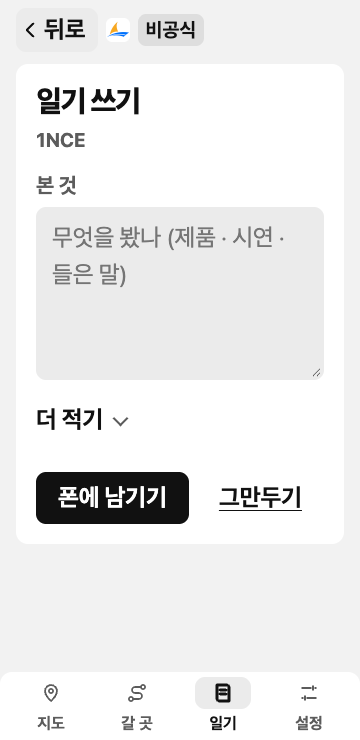 뒤로
비공식
일기 쓰기
1NCE
본 것
무엇을 봤나 (제품 · 시연 ·
들은 말)
더 적기
폰에 남기기
그만두기
지도
갈 곳
일기
설정